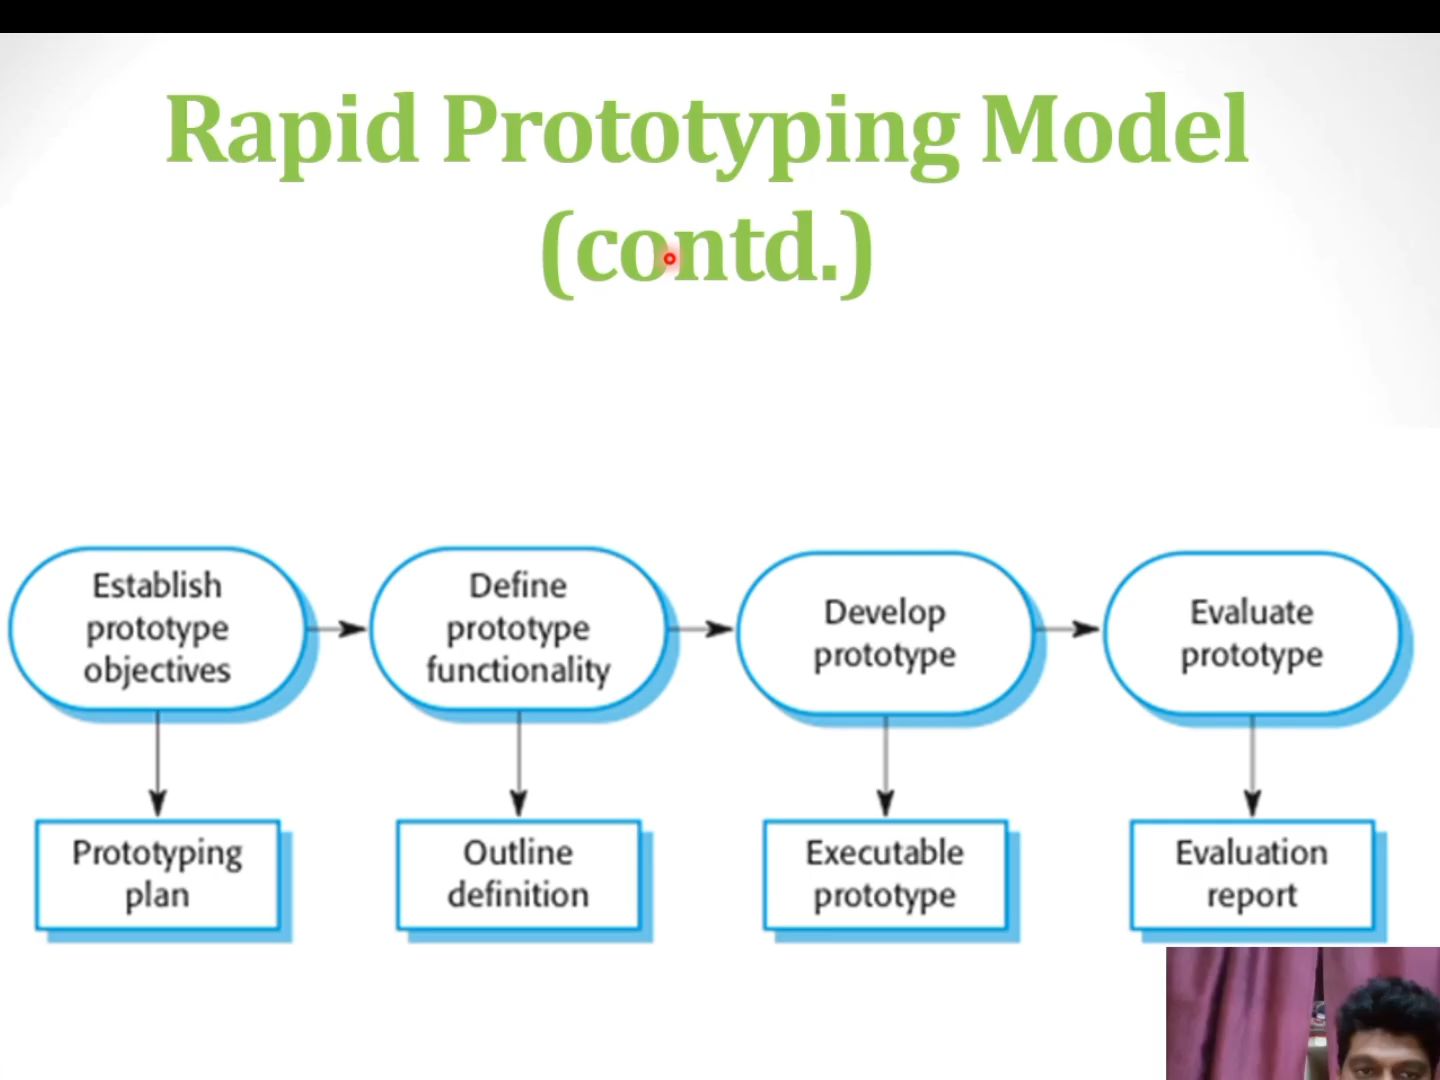 Rapid Prototyping Model
(contd.)
Establish
prototype
objectives
Define
prototype
functionality
Develop
prototype
Evaluate
prototype
Prototyping
plan
Outline
definition
Executable
prototype
Evaluation
report